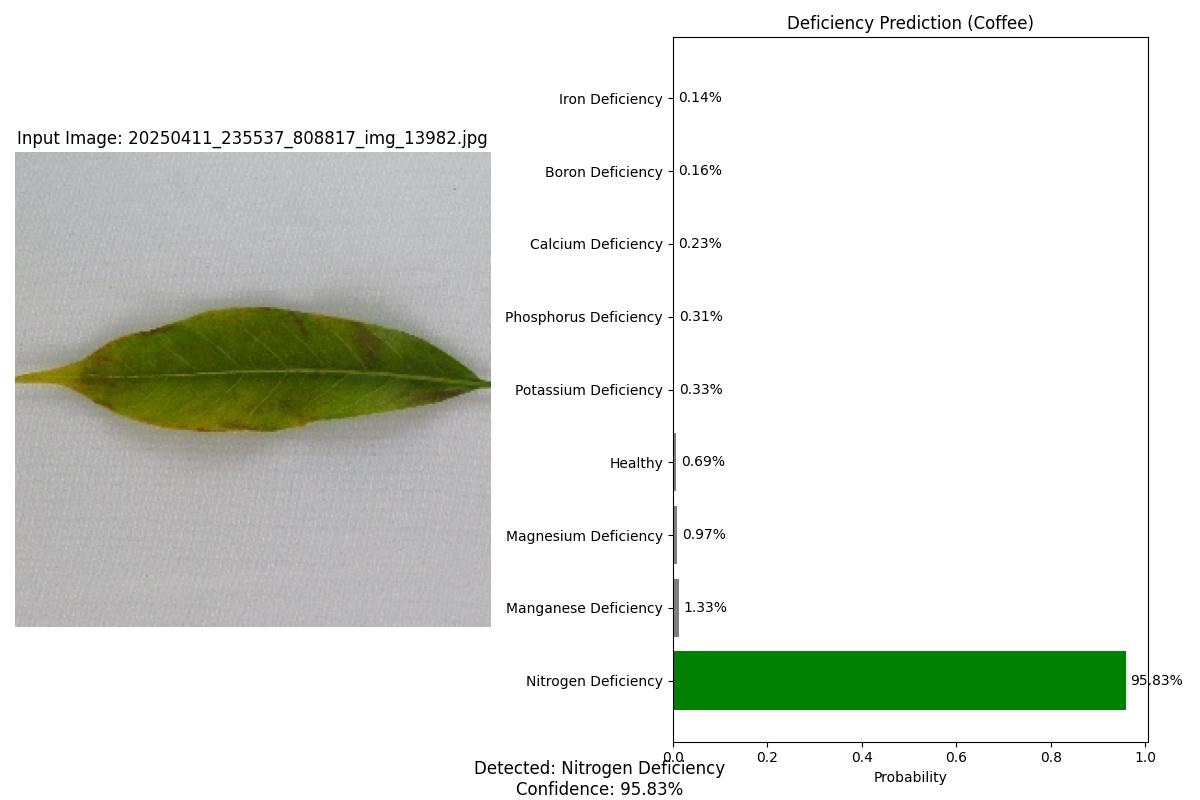 Input Image: 20250411_235537_808817_img_13982.jpg
Deficiency Prediction (Coffee)
Iron Deficiency 0.14%
Boron Deficiency 0.16%
Calcium Deficiency 0.23%
Phosphorus Deficiency 0.31%
Potassium Deficiency 0.33%
Healthy 0.69%
Magnesium Deficiency 0.97%
Manganese Deficiency 1.33%
Nitrogen Deficiency 95.83%
0.0 0.2 0.4 0.6 0.8 1.0
Probability
Detected: Nitrogen Deficiency
Confidence: 95.83%